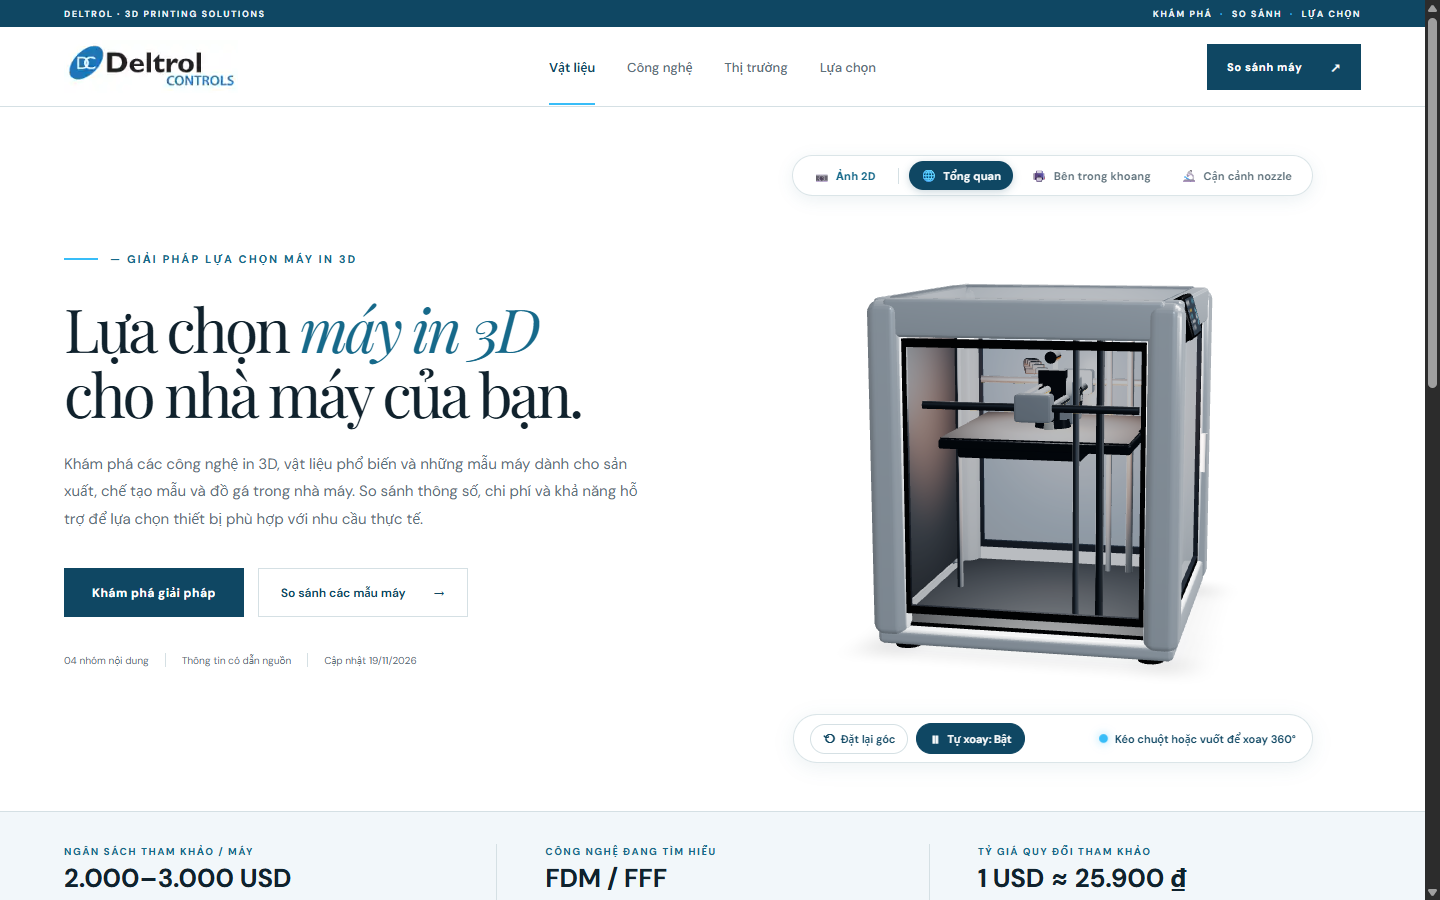 DELTROL • 3D PRINTING SOLUTIONS
KHÁM PHÁ • SO SÁNH • LỰA CHỌN
DC Deltrol
CONTROLS
Vật liệu
Công nghệ
Thị trường
Lựa chọn
So sánh máy ↗
Ảnh 2D
Tổng quan
Bên trong khoang
Cận cảnh nozzle
— GIẢI PHÁP LỰA CHỌN MÁY IN 3D
Lựa chọn máy in 3D
cho nhà máy của bạn.
Khám phá các công nghệ in 3D, vật liệu phổ biến và những mẫu máy dành cho sản
xuất, chế tạo mẫu và đồ gá trong nhà máy. So sánh thông số, chi phí và khả năng hỗ
trợ để lựa chọn thiết bị phù hợp với nhu cầu thực tế.
Khám phá giải pháp
So sánh các mẫu máy →
04 nhóm nội dung
Thông tin có dẫn nguồn
Cập nhật 19/11/2026
Đặt lại góc
Tự xoay: Bật
Kéo chuột hoặc vuốt để xoay 360°
NGÂN SÁCH THAM KHẢO / MÁY
2.000–3.000 USD
CÔNG NGHỆ ĐANG TÌM HIỂU
FDM / FFF
TỶ GIÁ QUY ĐỔI THAM KHẢO
1 USD ≈ 25.900 ₫